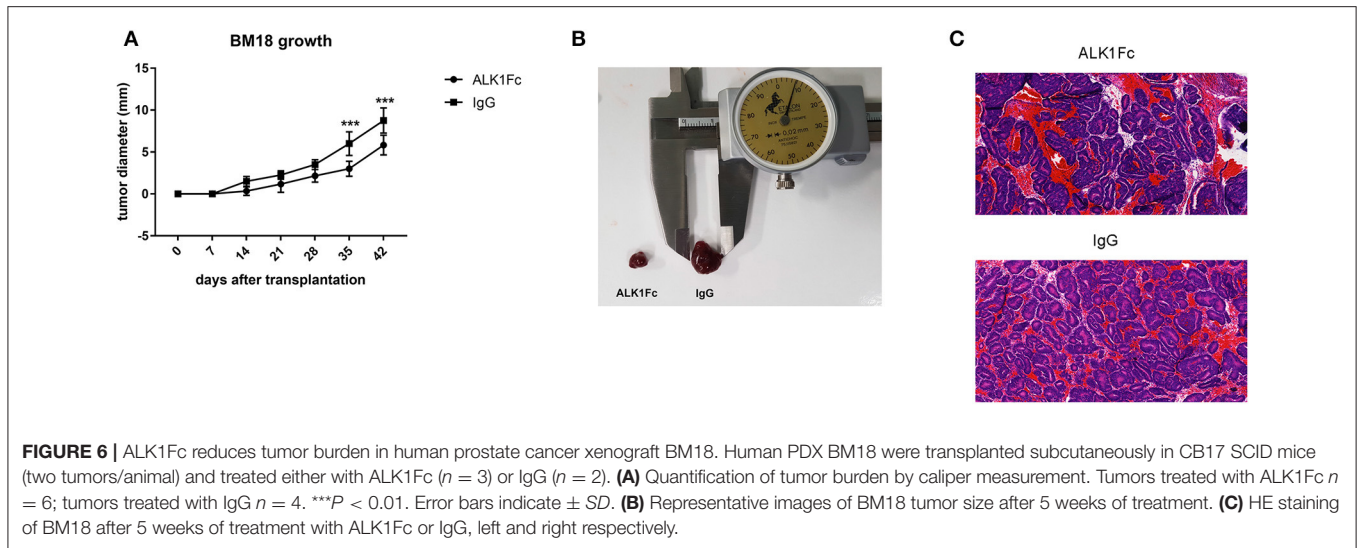 A
BM18 growth
15
10
5
0
-5
tumor diameter (mm)
0 7 14 21 28 35 42
days after transplantation
***
***
ALK1Fc
IgG
B
ETALON
0.02 mm
ALK1Fc
IgG
C
ALK1Fc
IgG
FIGURE 6 | ALK1Fc reduces tumor burden in human prostate cancer xenograft BM18. Human PDX BM18 were transplanted subcutaneously in CB17 SCID mice
(two tumors/animal) and treated either with ALK1Fc (n = 3) or IgG (n = 2). (A) Quantification of tumor burden by caliper measurement. Tumors treated with ALK1Fc n
= 6; tumors treated with IgG n = 4. ***P < 0.01. Error bars indicate ± SD. (B) Representative images of BM18 tumor size after 5 weeks of treatment. (C) HE staining
of BM18 after 5 weeks of treatment with ALK1Fc or IgG, left and right respectively.